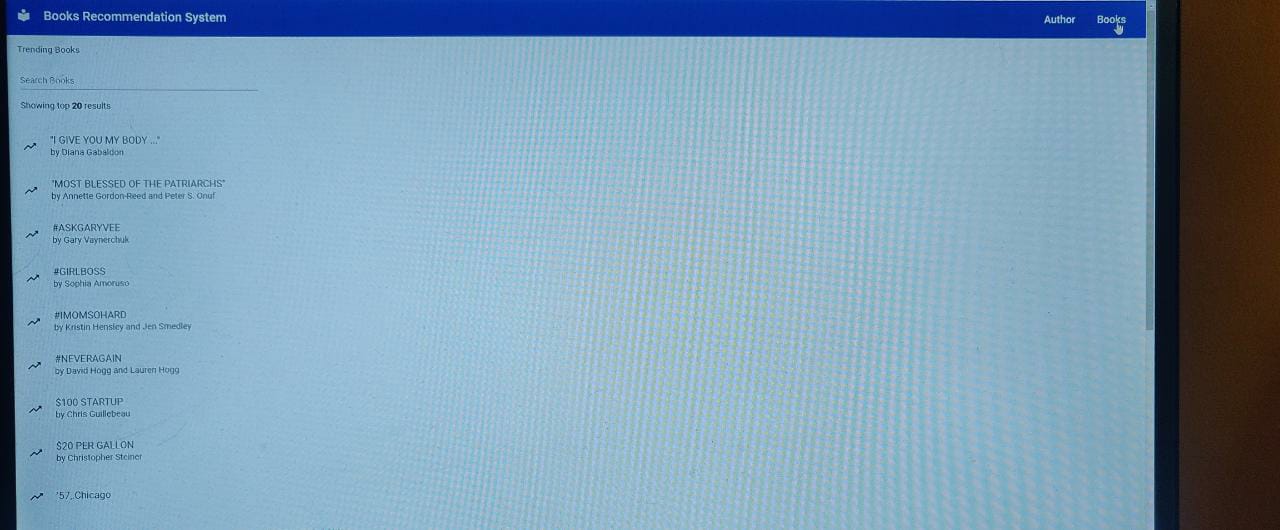 Books Recommendation System
Author Books
Trending Books
Search Books
Showing top 20 results
"I GIVE YOU MY BODY ..."
by Diana Gabaldon
"MOST BLESSED OF THE PATRIARCHS"
by Annette Gordon-Reed and Peter S. Onuf
#ASKGARYVEE
by Gary Vaynerchuk
#GIRLBOSS
by Sophia Amoruso
#IMOMSOHARD
by Kristin Hensley and Jen Smedley
#NEVERAGAIN
by David Hogg and Lauren Hogg
$100 STARTUP
by Chris Guillebeau
$20 PER GALLON
by Christopher Steiner
'57, Chicago